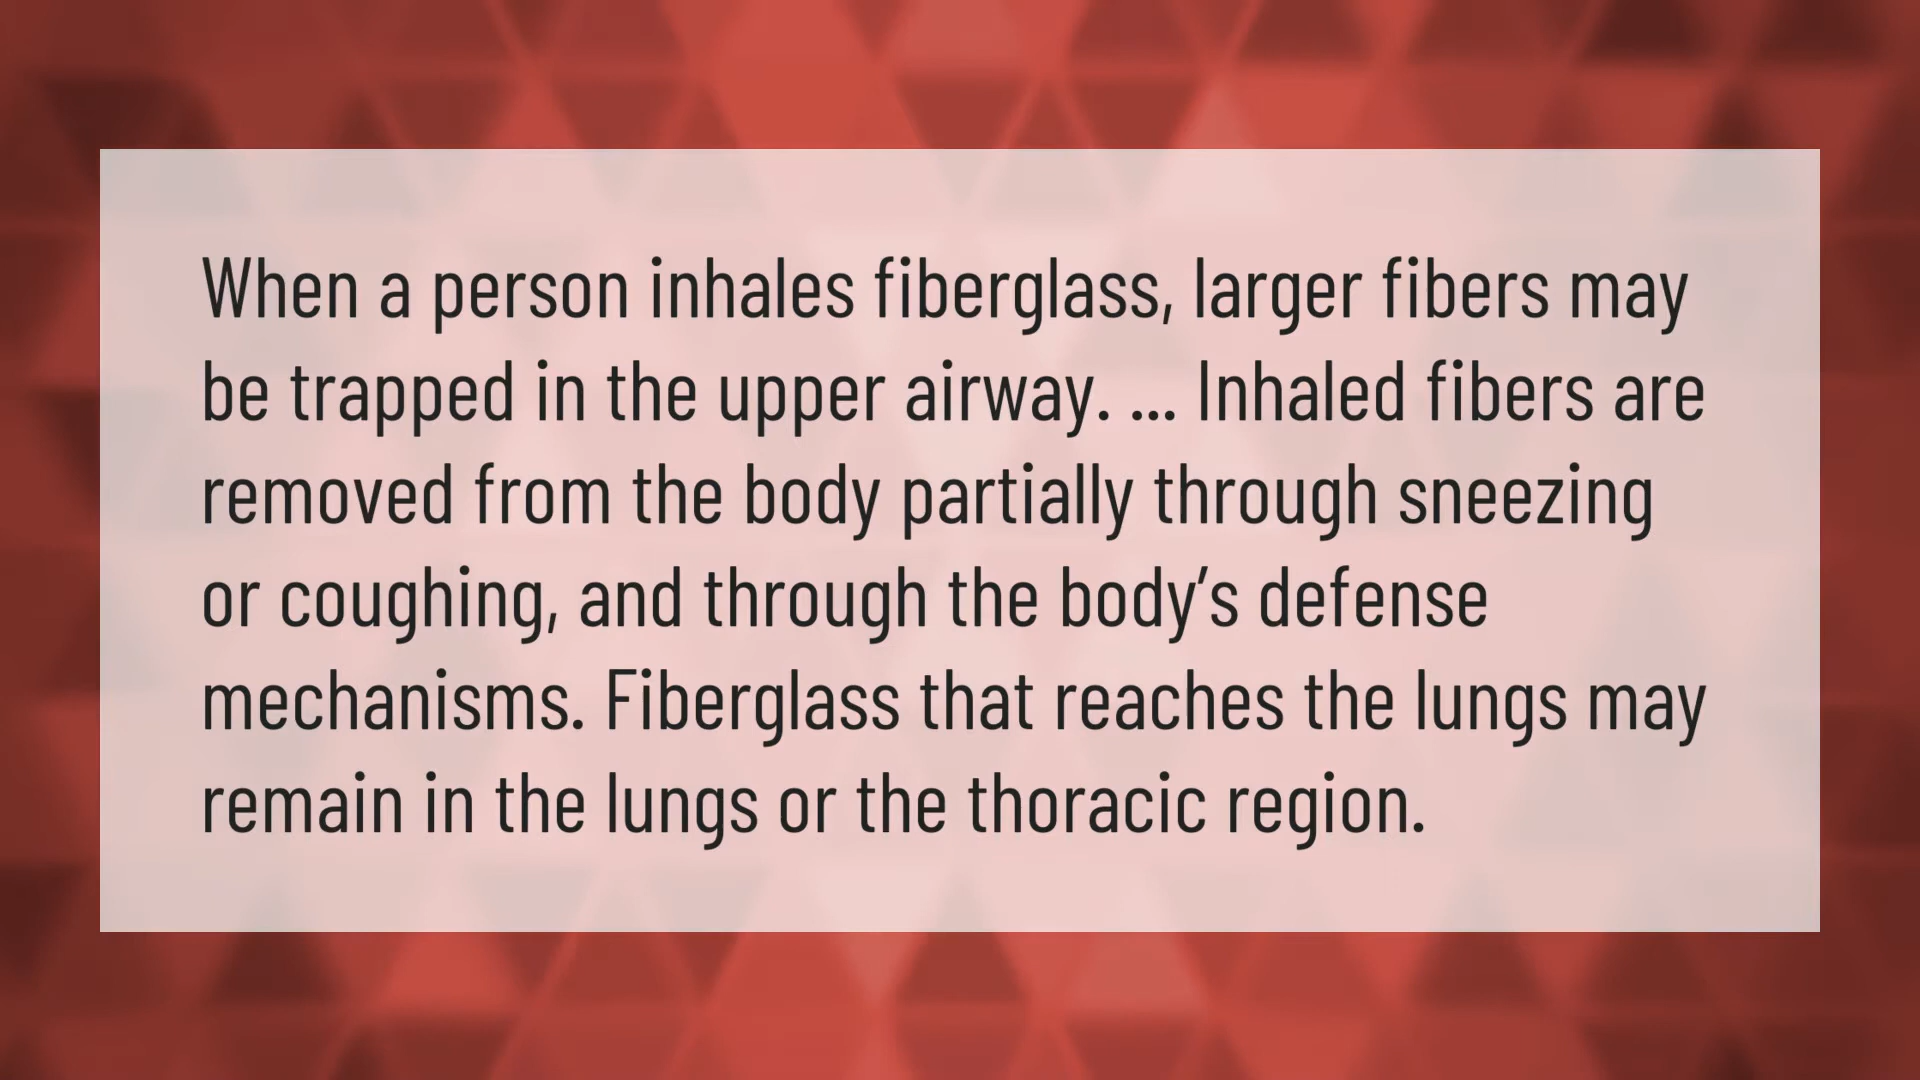 When a person inhales fiberglass, larger fibers may
be trapped in the upper airway. ... Inhaled fibers are
removed from the body partially through sneezing
or coughing, and through the body’s defense
mechanisms. Fiberglass that reaches the lungs may
remain in the lungs or the thoracic region.